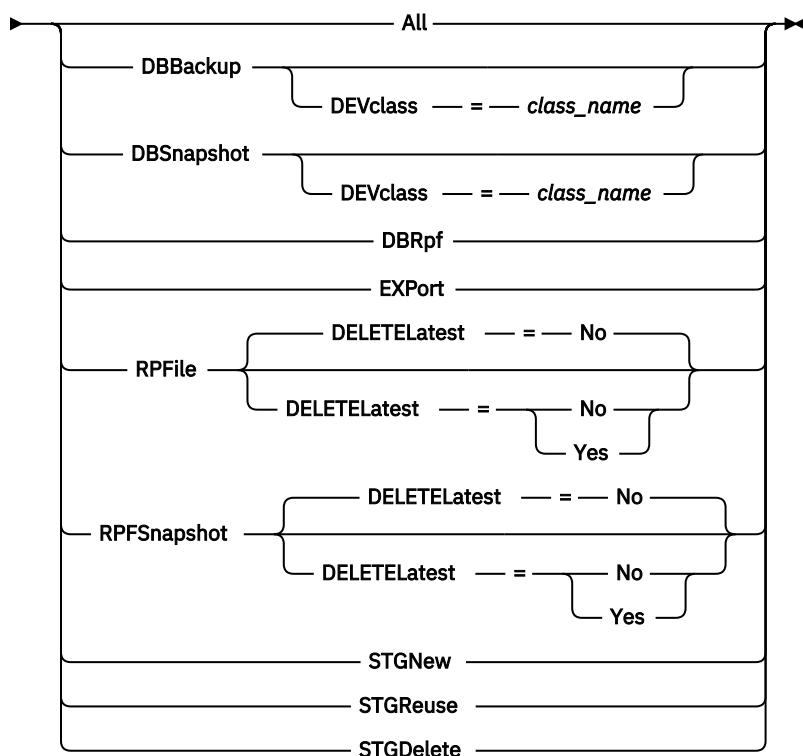 All
DBBackup
DEVclass = class_name
DBSnapshot
DEVclass = class_name
DBRpf
EXPort
DELETELatest = No
RPFile
DELETELatest = No
Yes
DELETELatest = No
RPFSnapshot
DELETELatest = No
Yes
STGNew
STGReuse
STGDelete